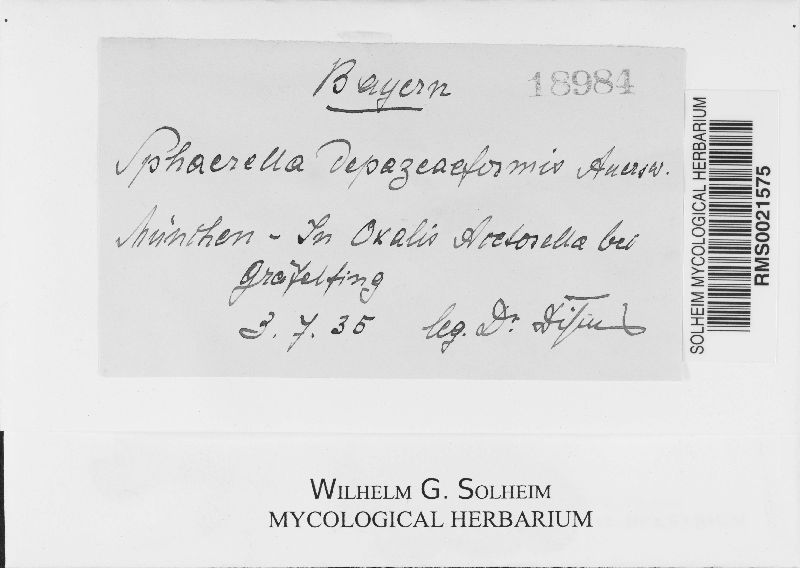 Bayern
18984
Sphaerella depazeaeformis Auersw.
München - In Oxalis Acetosella bei
Gräfelfing
3. 7. 35 leg. Dr.
SOLHEIM MYCOLOGICAL HERBARIUM
RMS0021575
WILHELM G. SOLHEIM
MYCOLOGICAL HERBARIUM